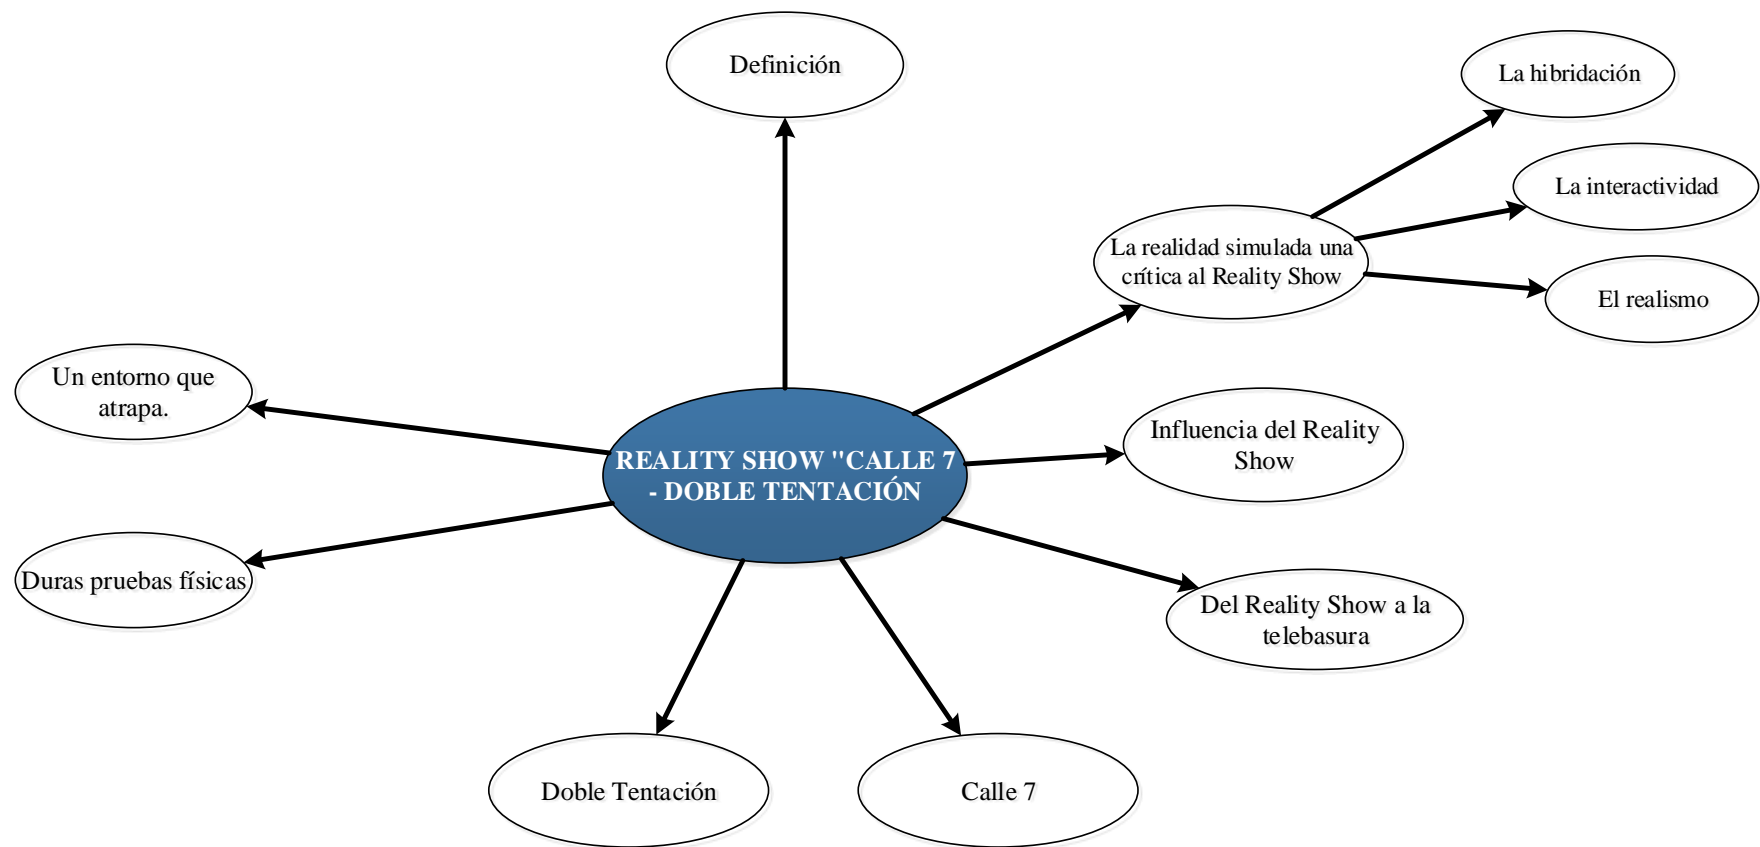 Definición
La hibridación
La interactividad
La realidad simulada una
crítica al Reality Show
El realismo
Un entorno que
atrapa.
Influencia del Reality
Show
REALITY SHOW "CALLE 7
- DOBLE TENTACIÓN
Duras pruebas físicas
Del Reality Show a la
telebasura
Doble Tentación
Calle 7